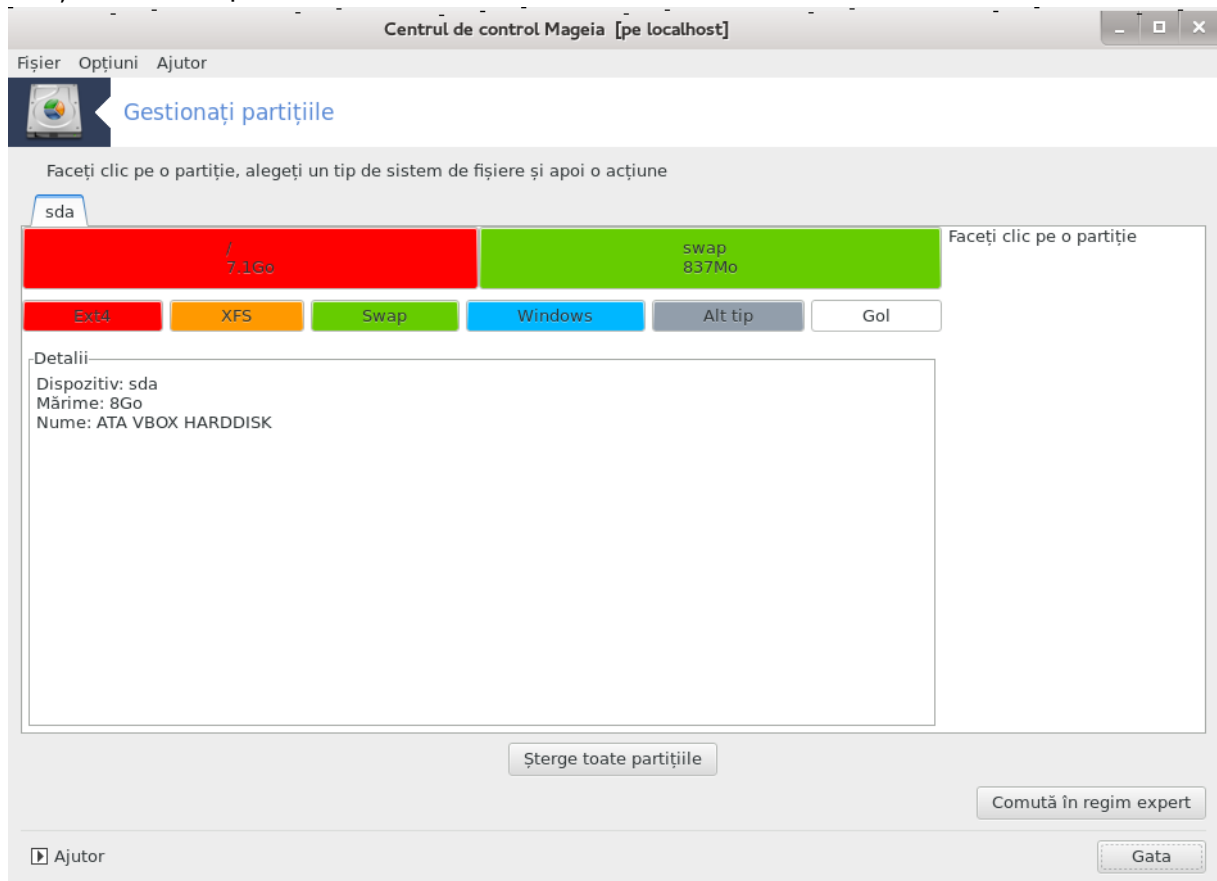 Centrul de control Mageia [pe localhost]
Fișier Opțiuni Ajutor
Gestionați partițiile
Faceți clic pe o partiție, alegeți un tip de sistem de fișiere și apoi o acțiune
sda
/
7.1Go
swap
837Mo
Faceți clic pe o partiție
Ext4 XFS Swap Windows Alt tip Gol
Detalii
Dispozitiv: sda
Mărime: 8Go
Nume: ATA VBOX HARDDISK
Șterge toate partițiile
Comută în regim expert
Ajutor
Gata